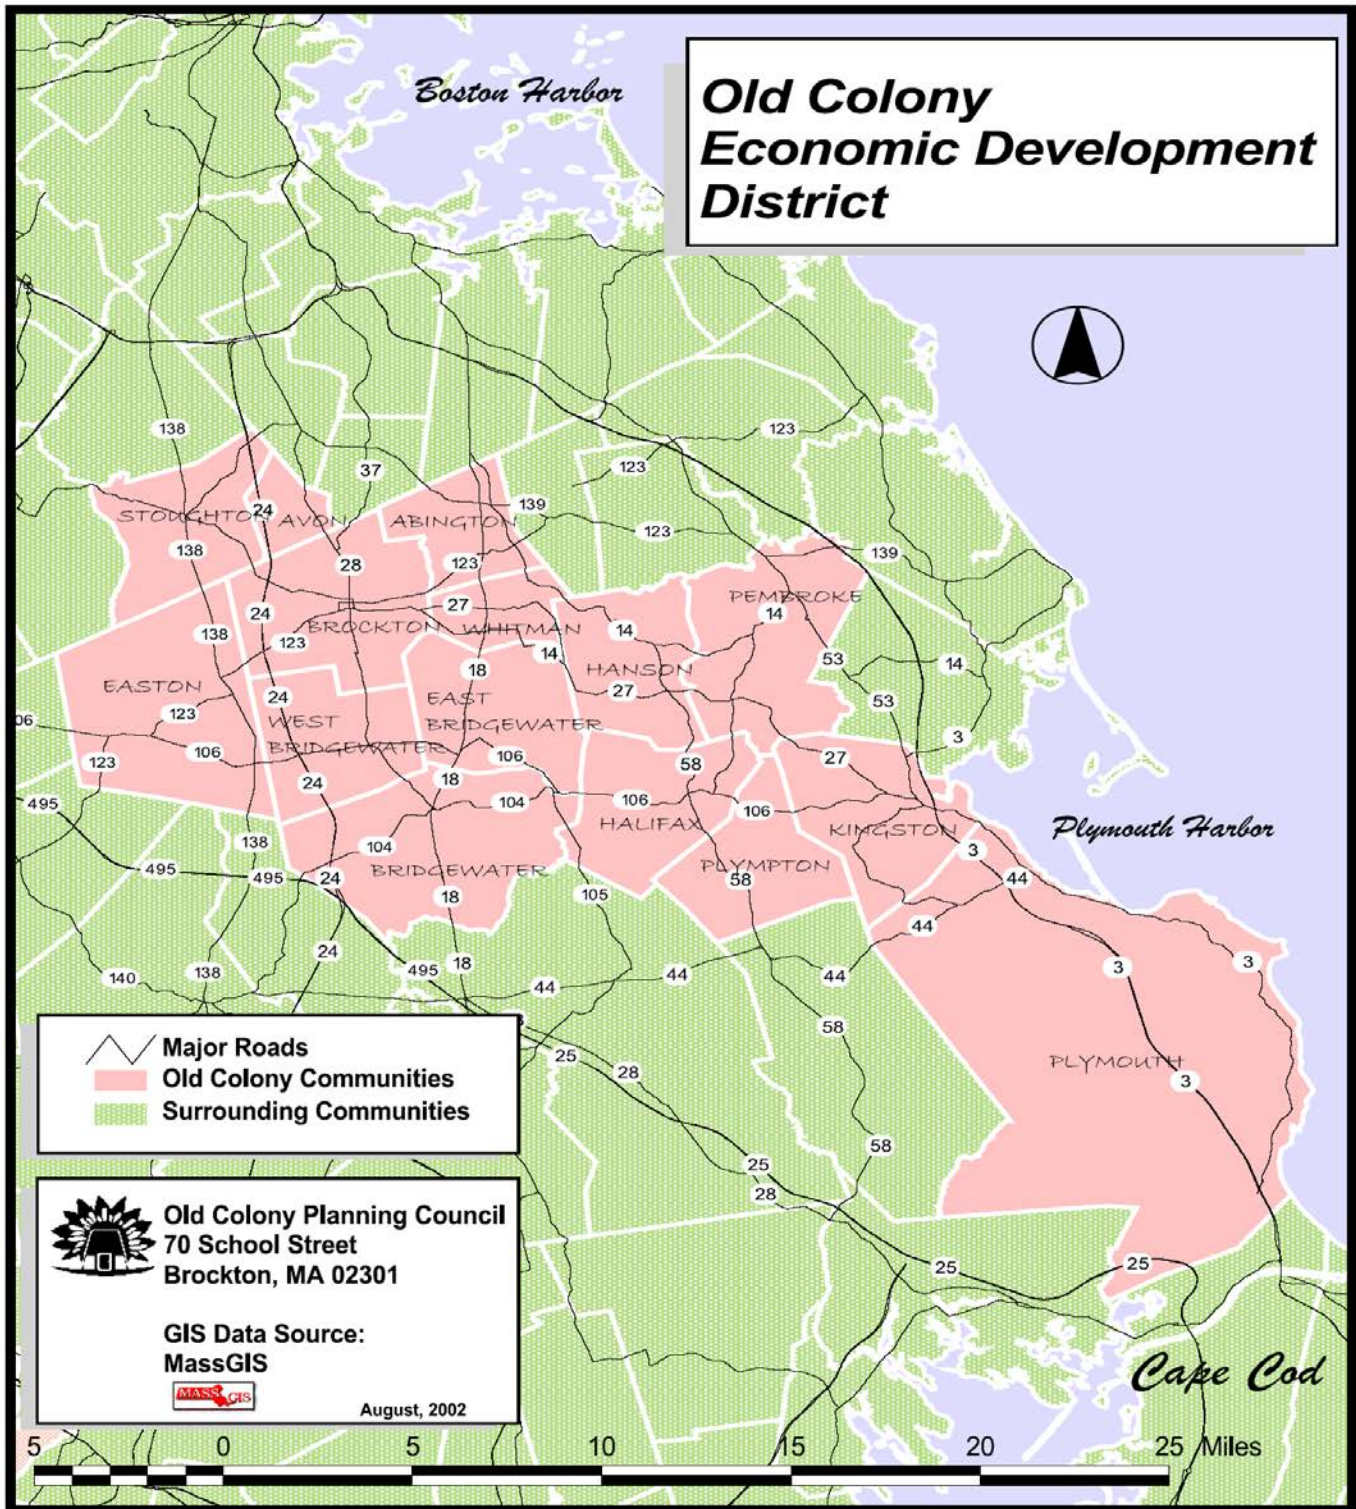 Boston Harbor
Old Colony
Economic Development
District
138
123
37
123
139
24
STOUGHTON
AVON
ABINGTON
123
138
28
123
139
PEMBROKE
24
27
14
138
123
BROCKTON
WHITMAN
14
14
53
14
HANSON
18
EASTON
24
EAST
27
53
123
WEST
BRIDGEWATER
06
BRIDGEWATER
3
106
106
58
27
123
24
18
495
104
106
106
HALIFAX
KINGSTON
Plymouth Harbor
138
104
3
495
495
24
BRIDGEWATER
PLYMPTON
58
44
18
105
44
24
18
495
3
3
140
138
44
44
44
58
Major Roads
25
28
PLYMOUTH
Old Colony Communities
3
Surrounding Communities
58
25
28
Old Colony Planning Council
70 School Street
Brockton, MA 02301
25
25
GIS Data Source:
MassGIS
MASS GIS
August, 2002
Cape Cod
5 0 5 10 15 20 25 Miles